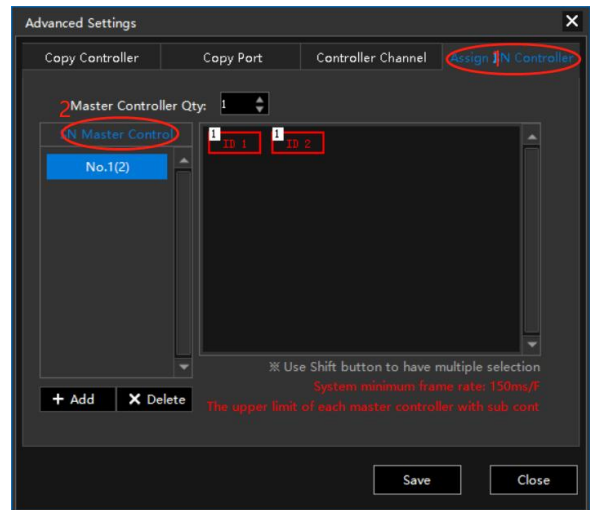 Advanced Settings
Copy Controller
Copy Port
Controller Channel
Assign N Controller
1
2
Master Controller Qty: 1
N Master Control
No.1(2)
1
ID 1
1
ID 2
※ Use Shift button to have multiple selection
System minimum frame rate: 150ms/F
The upper limit of each master controller with sub cont
+ Add
X Delete
Save
Close